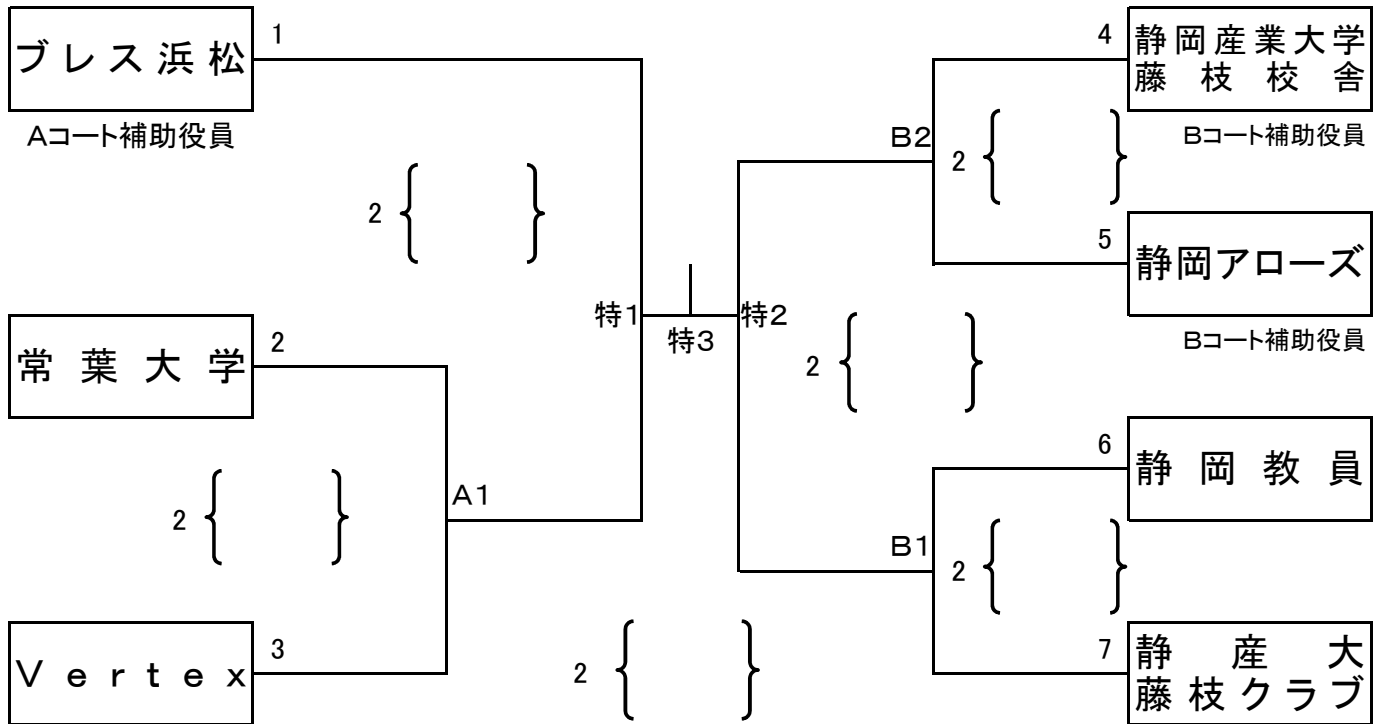 1
ブレス浜松
Aコート補助役員
2 { }
2
常葉大学
2 { }
A1
3
Vertex
特1
特3
特2
2 { }
2 { }
4
静岡産業大学
藤枝校舎
Bコート補助役員
B2
2 { }
5
静岡アローズ
Bコート補助役員
6
静岡教員
B1
2 { }
7
静産大
藤枝クラブ